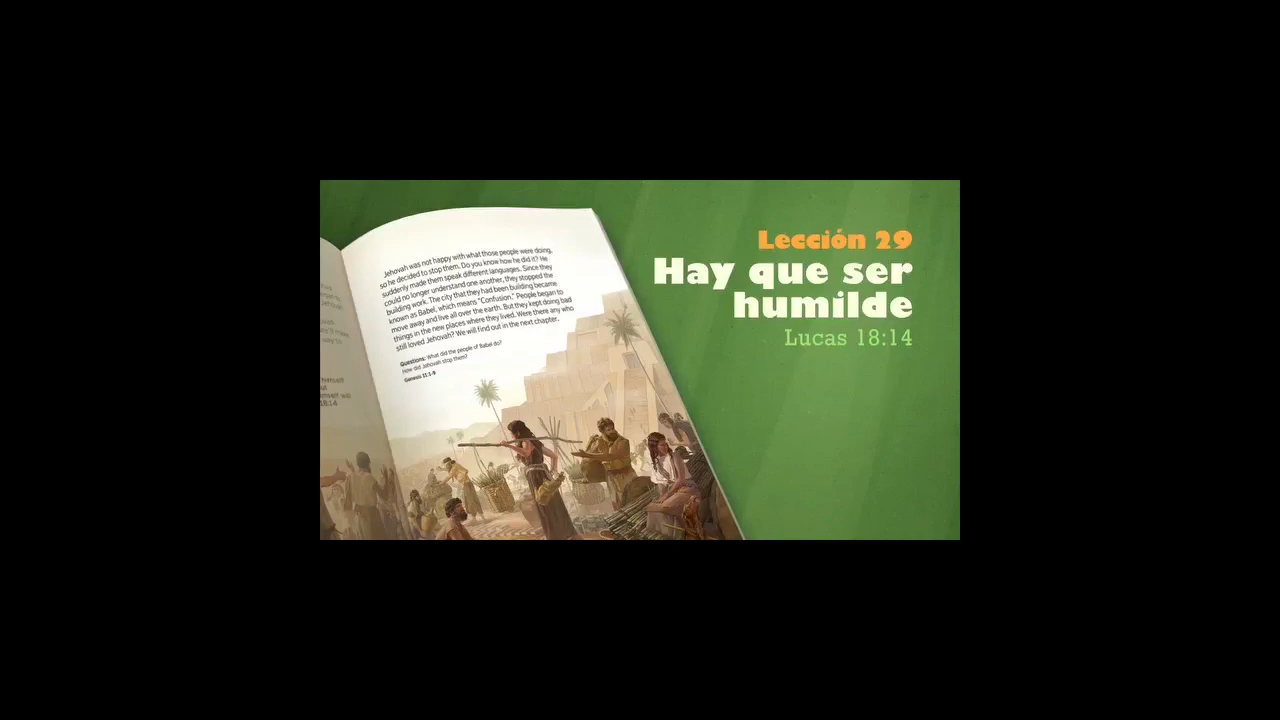 Jehovah was not happy with what those people were doing,
so he decided to stop them. Do you know how he did it? He
suddenly made them speak different languages. Since they
could no longer understand one another, they stopped the
building work. The city that they had been building became
known as Babel, which means “Confusion.” People began to
move away and live all over the earth. But they kept doing bad
things in the new places where they lived. Were there any who
still loved Jehovah? We will find out in the next chapter.
Questions: What did the people of Babel do?
How did Jehovah stop them?
Genesis 11:1-9
Lección 29
Hay que ser
humilde
Lucas 18:14